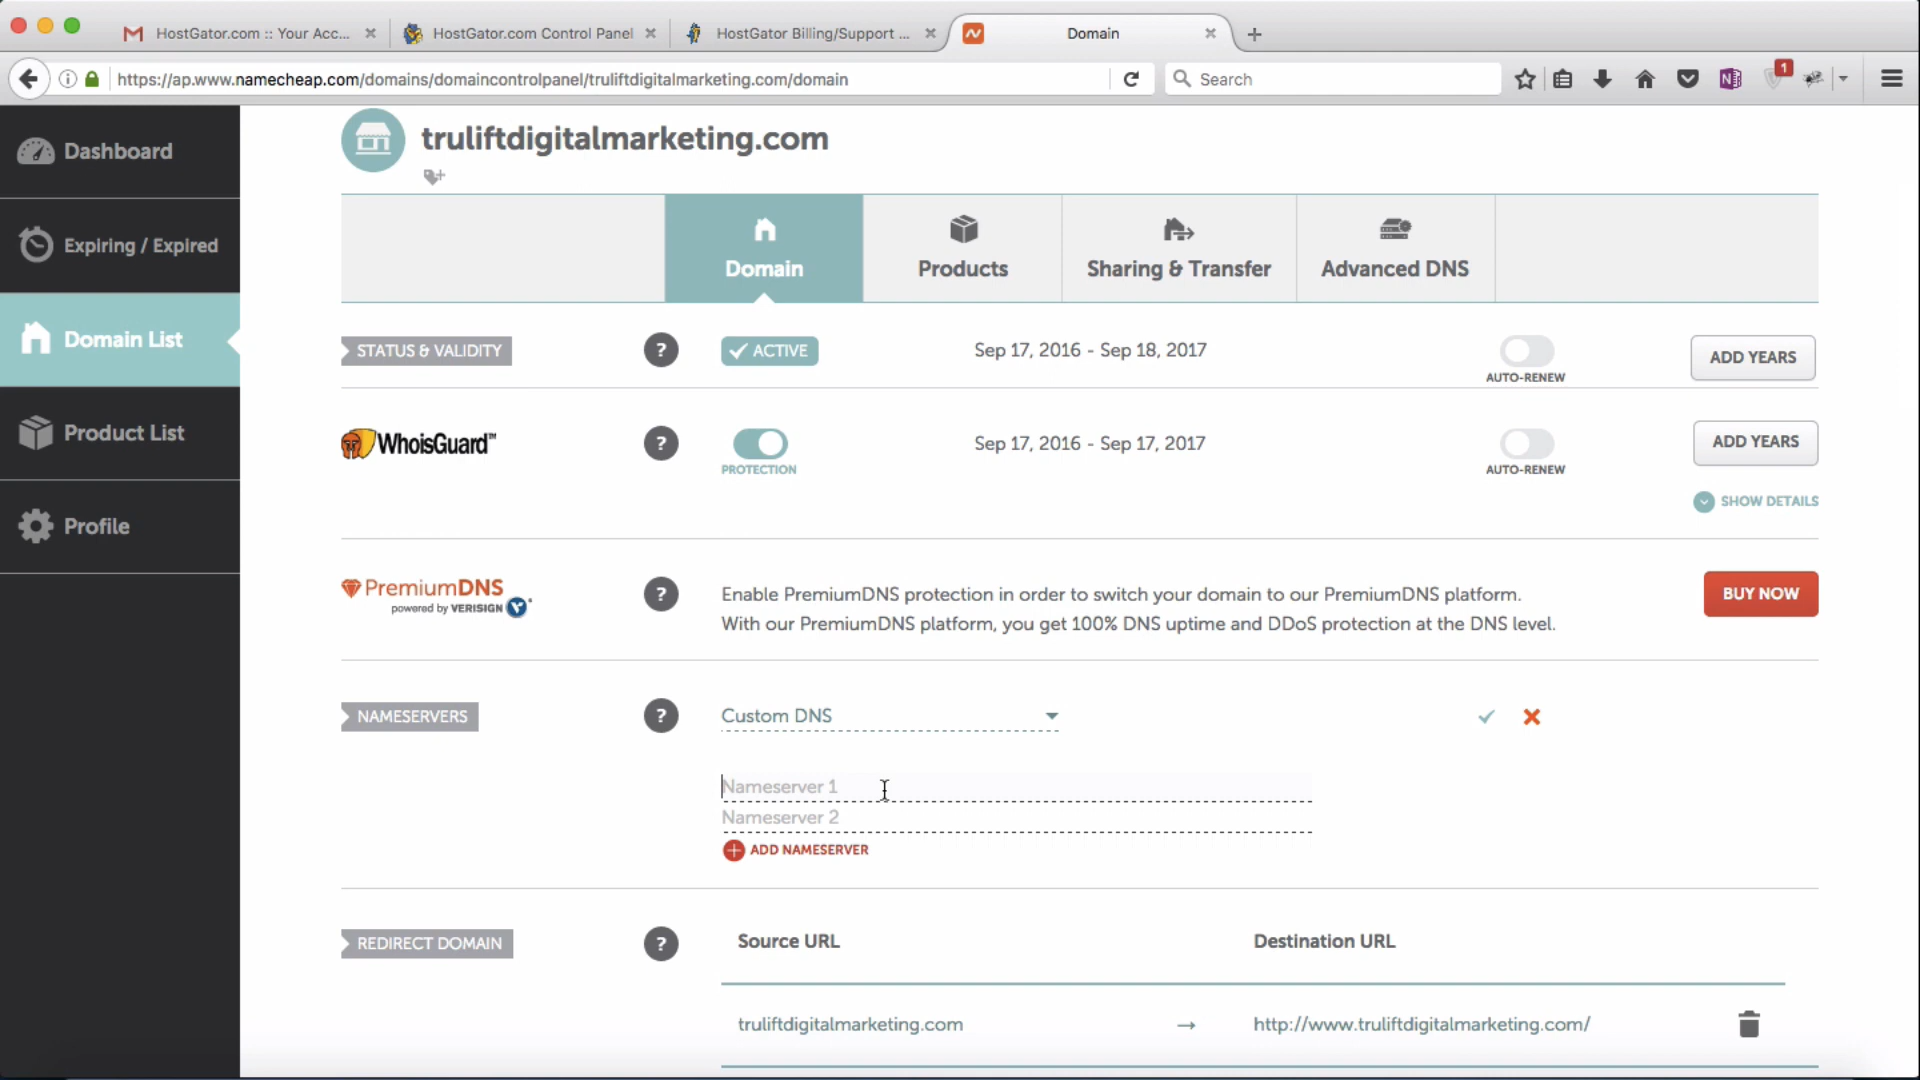 HostGator.com :: Your Acc...
HostGator.com Control Panel
HostGator Billing/Support ...
Domain
https://ap.www.namecheap.com/domains/domaincontrolpanel/truliftdigitalmarketing.com/domain
Search
1
Dashboard
Expiring / Expired
Domain List
Product List
Profile
truliftdigitalmarketing.com
Domain
Products
Sharing & Transfer
Advanced DNS
STATUS & VALIDITY
?
ACTIVE
Sep 17, 2016 - Sep 18, 2017
AUTO-RENEW
ADD YEARS
WhoisGuard™
?
PROTECTION
Sep 17, 2016 - Sep 17, 2017
AUTO-RENEW
ADD YEARS
SHOW DETAILS
PremiumDNS
powered by VERISIGN
?
Enable PremiumDNS protection in order to switch your domain to our PremiumDNS platform.
With our PremiumDNS platform, you get 100% DNS uptime and DDoS protection at the DNS level.
BUY NOW
NAMESERVERS
?
Custom DNS
Nameserver 1
Nameserver 2
ADD NAMESERVER
REDIRECT DOMAIN
?
Source URL
Destination URL
truliftdigitalmarketing.com
→
http://www.truliftdigitalmarketing.com/